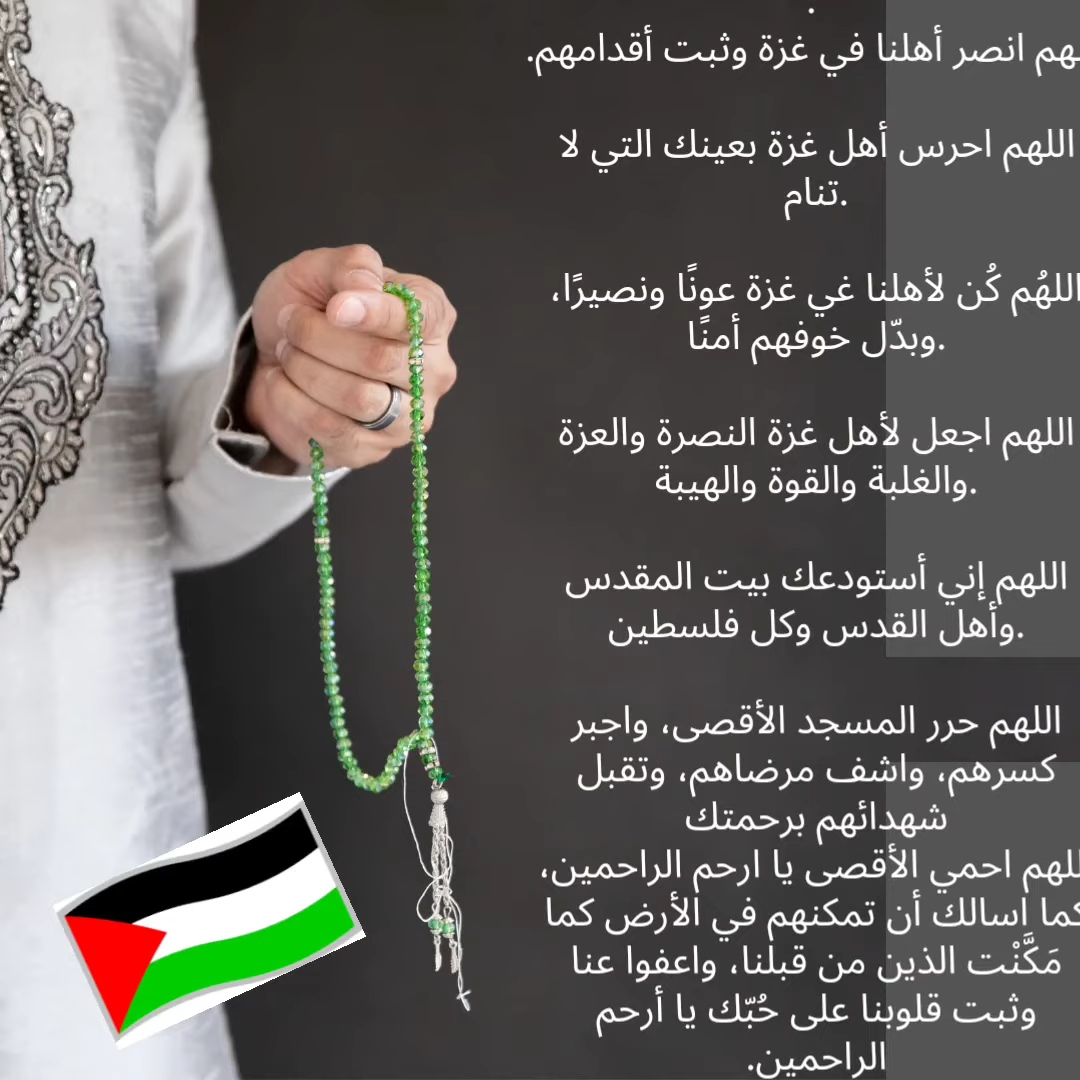 .
لهم انصر أهلنا في غزة وثبت أقدامهم.
اللهم احرس أهل غزة بعينك التي لا
تنام.
اللهُم كُن لأهلنا غي غزة عونًا ونصيرًا،
وبدّل خوفهم أمنًا.
اللهم اجعل لأهل غزة النصرة والعزة
والغلبة والقوة والهيبة.
اللهم إني أستودعك بيت المقدس
وأهل القدس وكل فلسطين.
اللهم حرر المسجد الأقصى، واجبر
كسرهم، واشف مرضاهم، وتقبل
شهدائهم برحمتك
اللهم احمي الأقصى يا ارحم الراحمين،
كما اسالك أن تمكنهم في الأرض كما
مَكَّنْت الذين من قبلنا، واعفوا عنا
وثبت قلوبنا على حُبّك يا أرحم
الراحمين.